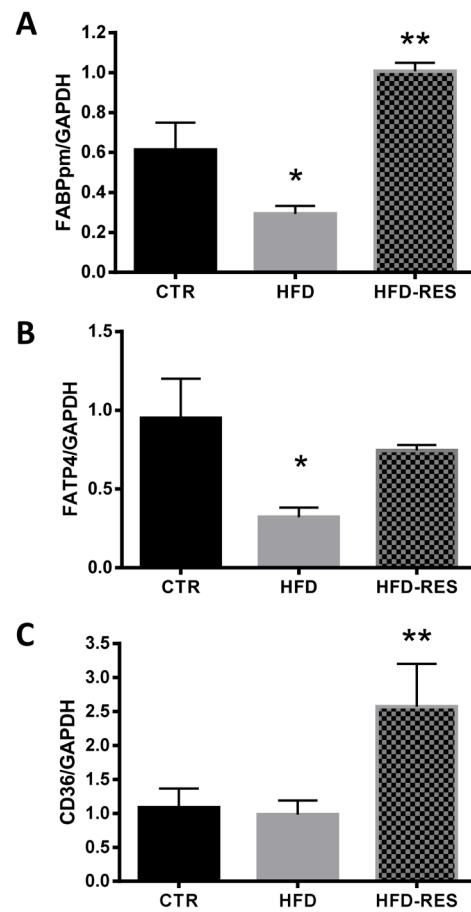 A
FABPpm/GAPDH
1.2
1.0
0.8
0.6
0.4
0.2
0.0
*
**
CTR HFD HFD-RES
B
FATP4/GAPDH
1.5
1.0
0.5
0.0
*
CTR HFD HFD-RES
C
CD36/GAPDH
3.5
3.0
2.5
2.0
1.5
1.0
0.5
0.0
**
CTR HFD HFD-RES